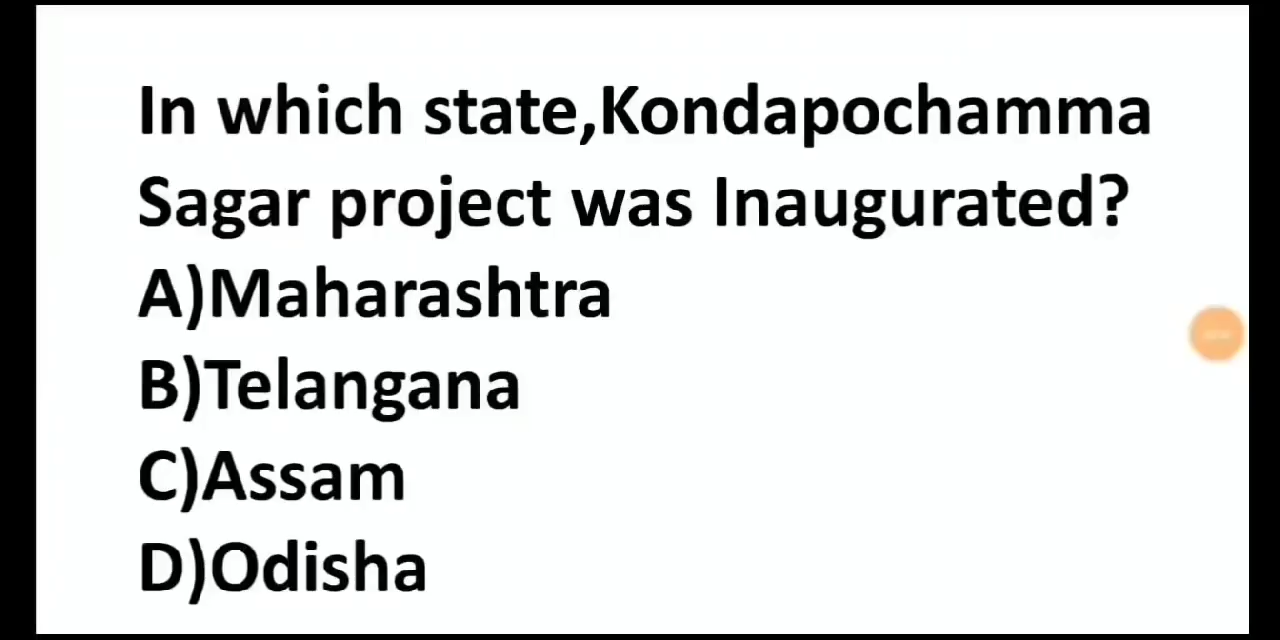 In which state,Kondapochamma
Sagar project was Inaugurated?
A)Maharashtra
B)Telangana
C)Assam
D)Odisha